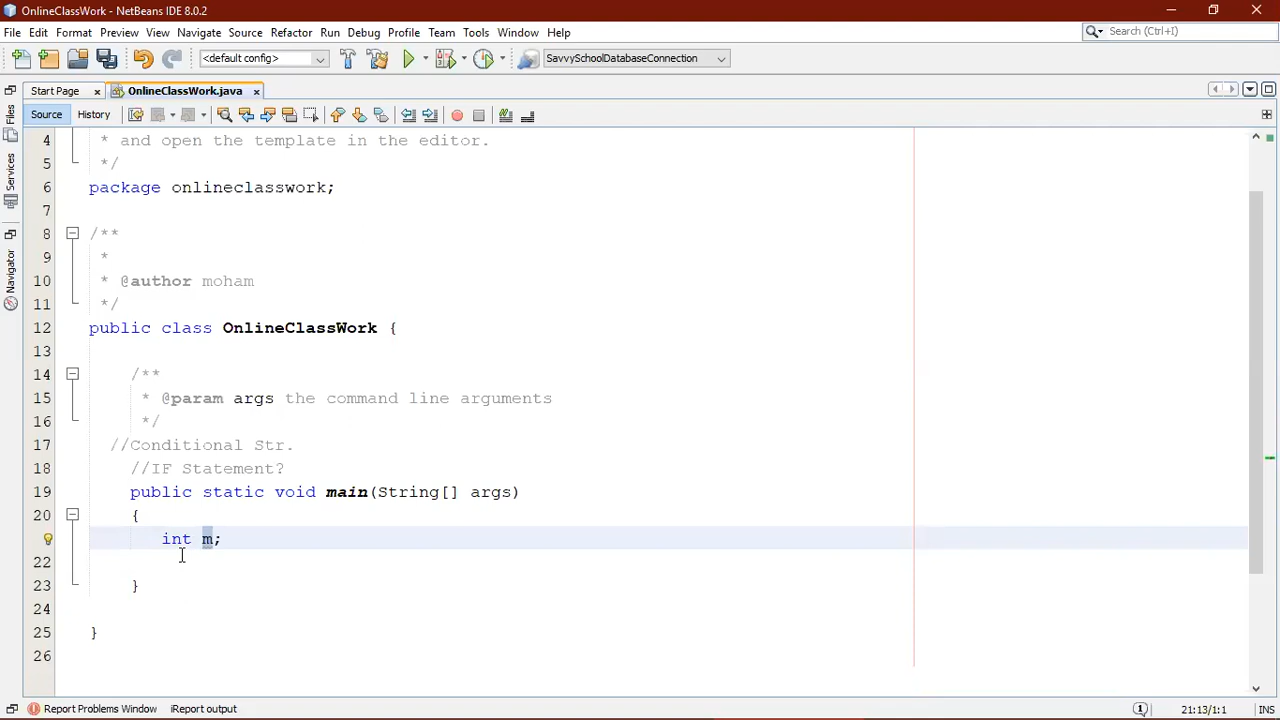 OnlineClassWork - NetBeans IDE 8.0.2
File Edit Format Preview View Navigate Source Refactor Run Debug Profile Team Tools Window Help
Search (Ctrl+I)
<default config>
SavvySchoolDatabaseConnection
Start Page
OnlineClassWork.java
Source History
Files
Services
Navigator
4 * and open the template in the editor.
5 */
6 package onlineclasswork;
7
8 /**
9 *
10 * @author moham
11 */
12 public class OnlineClassWork {
13
14 /**
15 * @param args the command line arguments
16 */
17 //Conditional Str.
18 //IF Statement?
19 public static void main(String[] args)
20 {
int m;
22
23 }
24
25 }
26
Report Problems Window iReport output
1 21:13/1:1 INS